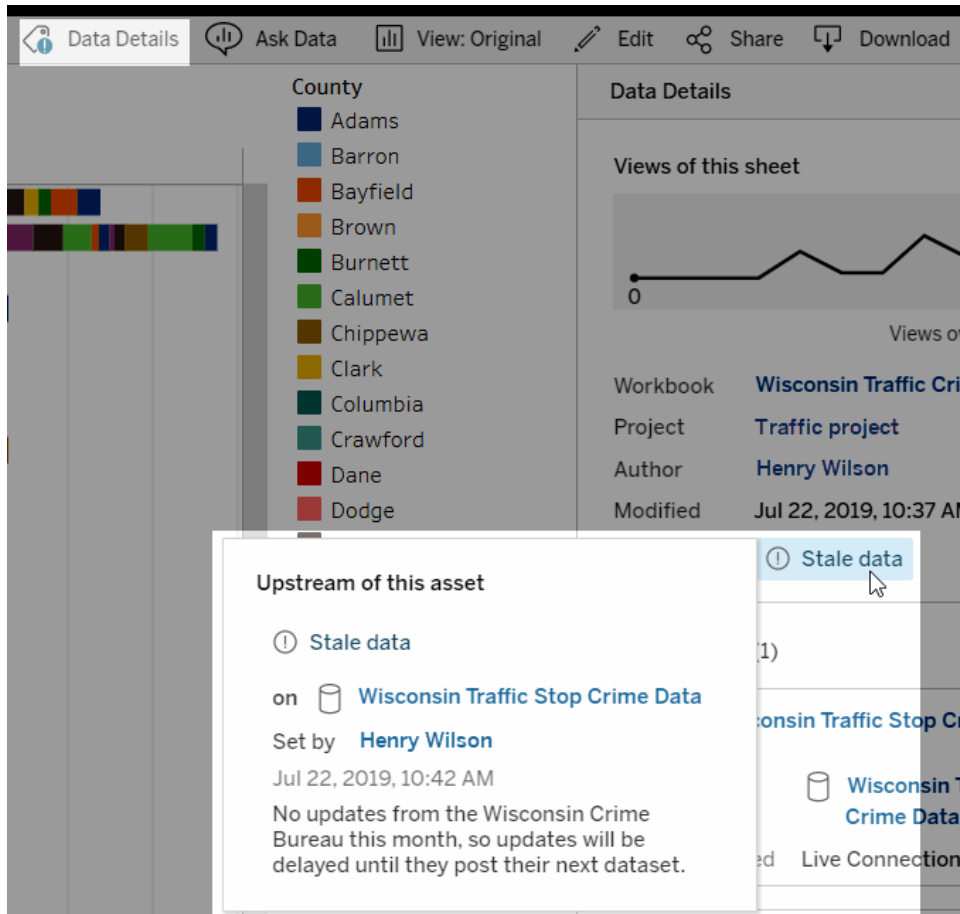 Data Details
Ask Data
View: Original
Edit
Share
Download
County
Adams
Barron
Bayfield
Brown
Burnett
Calumet
Chippewa
Clark
Columbia
Crawford
Dane
Dodge
Data Details
Views of this sheet
0
Views
Workbook Wisconsin Traffic
Project Traffic project
Author Henry Wilson
Modified Jul 22, 2019, 10:37
Stale data
Upstream of this asset
Stale data
on Wisconsin Traffic Stop Crime Data
Set by Henry Wilson
Jul 22, 2019, 10:42 AM
No updates from the Wisconsin Crime
Bureau this month, so updates will be
delayed until they post their next dataset.
1)
Traffic Stop
Wisconsin
Crime Data
Live Connection